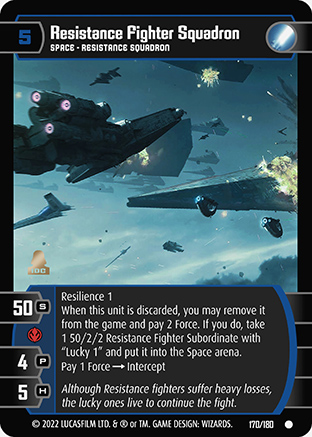 5
Resistance Fighter Squadron
SPACE - RESISTANCE SQUADRON
50 S
4 P
5 H
Resilience 1
When this unit is discarded, you may remove it
from the game and pay 2 Force. If you do, take
1 50/2/2 Resistance Fighter Subordinate with
“Lucky 1” and put it into the Space arena.
Pay 1 Force → Intercept
Although Resistance fighters suffer heavy losses,
the lucky ones live to continue the fight.
© 2022 LUCASFILM LTD. & ® or TM. GAME DESIGN: WIZARDS.
170/180